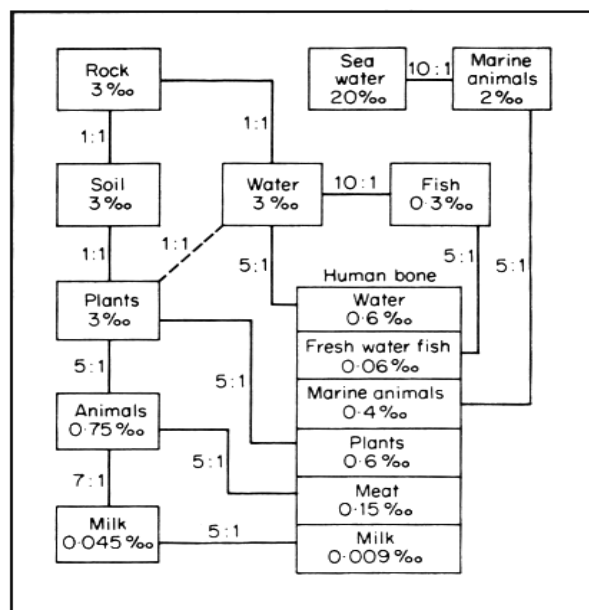 Rock
3‰
Sea
water
20‰
10:1
Marine
animals
2‰
1:1
1:1
Soil
3‰
Water
3‰
10:1
Fish
0·3‰
1:1
1:1
5:1
5:1
5:1
Plants
3‰
Human bone
Water
0·6‰
Fresh water fish
0·06‰
Marine animals
0·4‰
Plants
0·6‰
Meat
0·15‰
Milk
0·009‰
5:1
5:1
Animals
0·75‰
5:1
7:1
Milk
0·045‰
5:1